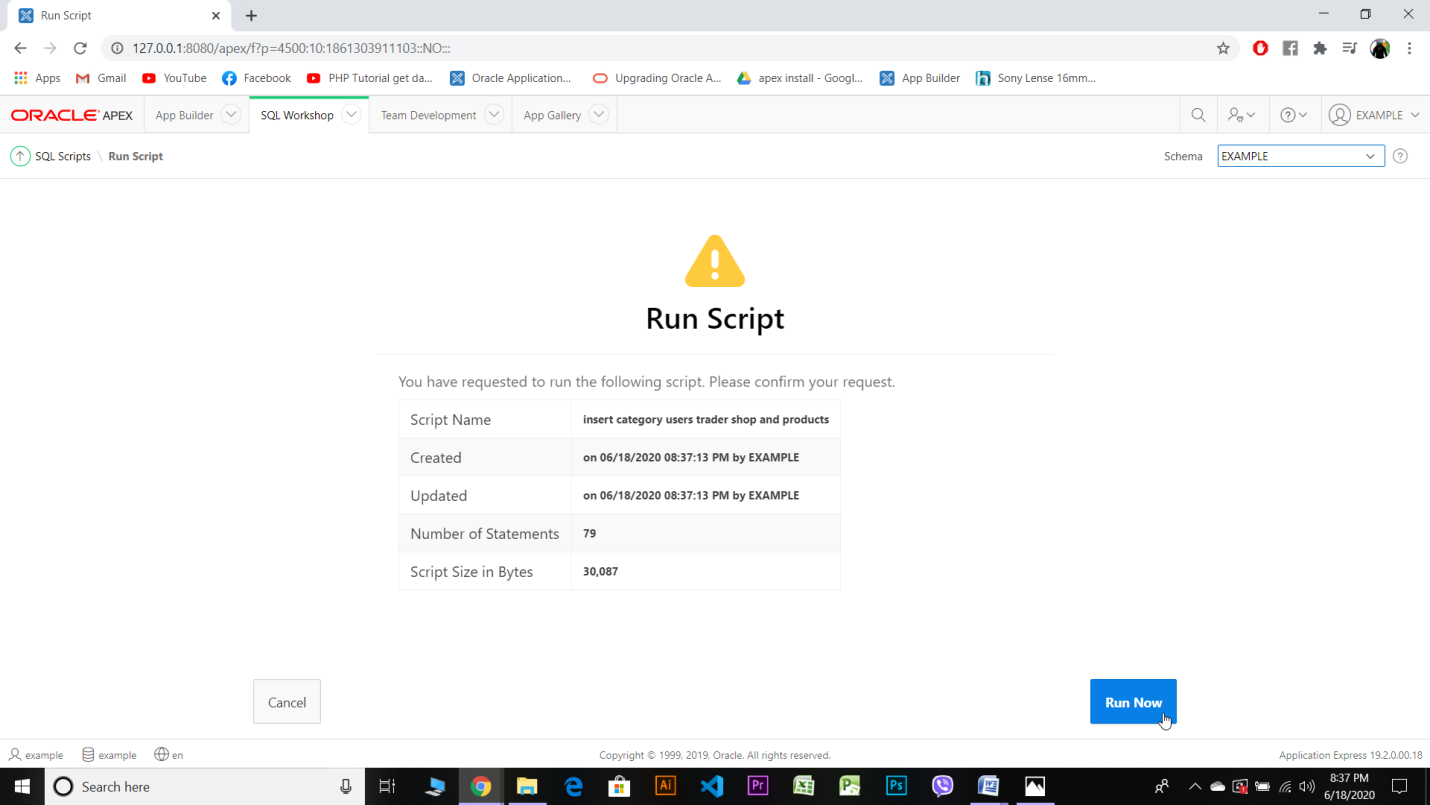 Run Script
127.0.0.1:8080/apex/f?p=4500:10:1861303911103::NO:::
Apps Gmail YouTube Facebook PHP Tutorial get da... Oracle Application... Upgrading Oracle A... apex install - Googl... App Builder Sony Lense 16mm...
ORACLE APEX App Builder SQL Workshop Team Development App Gallery EXAMPLE
SQL Scripts \ Run Script Schema EXAMPLE
Run Script
You have requested to run the following script. Please confirm your request.
Script Name insert category users trader shop and products
Created on 06/18/2020 08:37:13 PM by EXAMPLE
Updated on 06/18/2020 08:37:13 PM by EXAMPLE
Number of Statements 79
Script Size in Bytes 30,087
Cancel Run Now
example example en Copyright © 1999, 2019, Oracle. All rights reserved. Application Express 19.2.0.00.18
Search here Ai Pr Ps 8:37 PM
6/18/2020